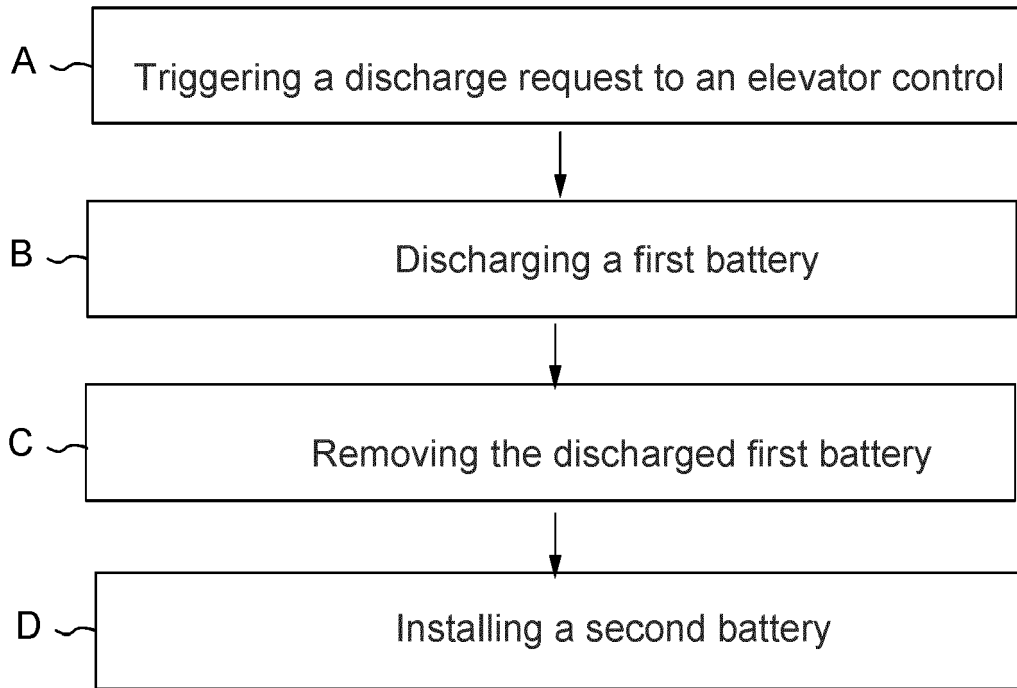 A Triggering a discharge request to an elevator control
B Discharging a first battery
C Removing the discharged first battery
D Installing a second battery